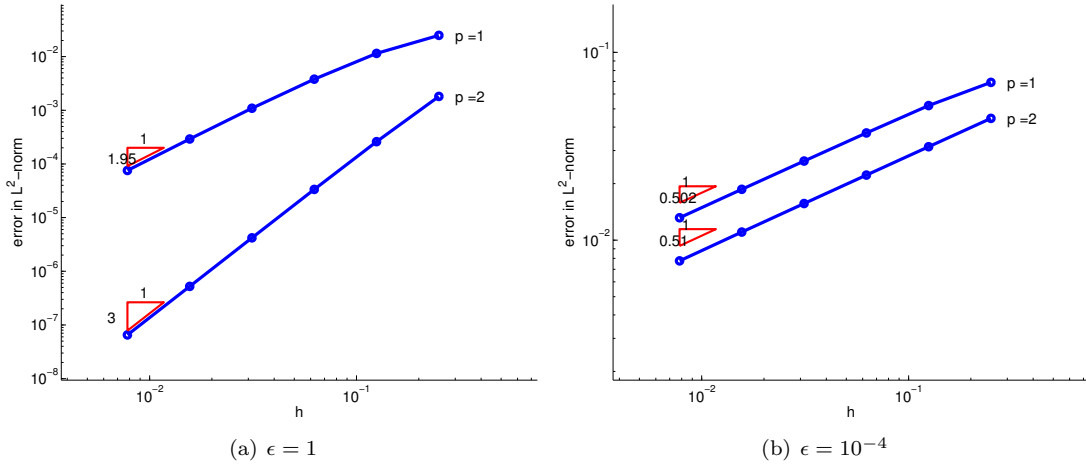 10^{-2}
10^{-3}
10^{-4}
10^{-5}
10^{-6}
10^{-7}
10^{-8}
error in L^2-norm
p =1
p =2
1
1.95
1
3
10^{-2}
10^{-1}
h
(a) ϵ = 1
10^{-1}
10^{-2}
error in L^2-norm
p =1
p =2
1
0.502
1
0.51
10^{-2}
10^{-1}
h
(b) ϵ = 10^{-4}